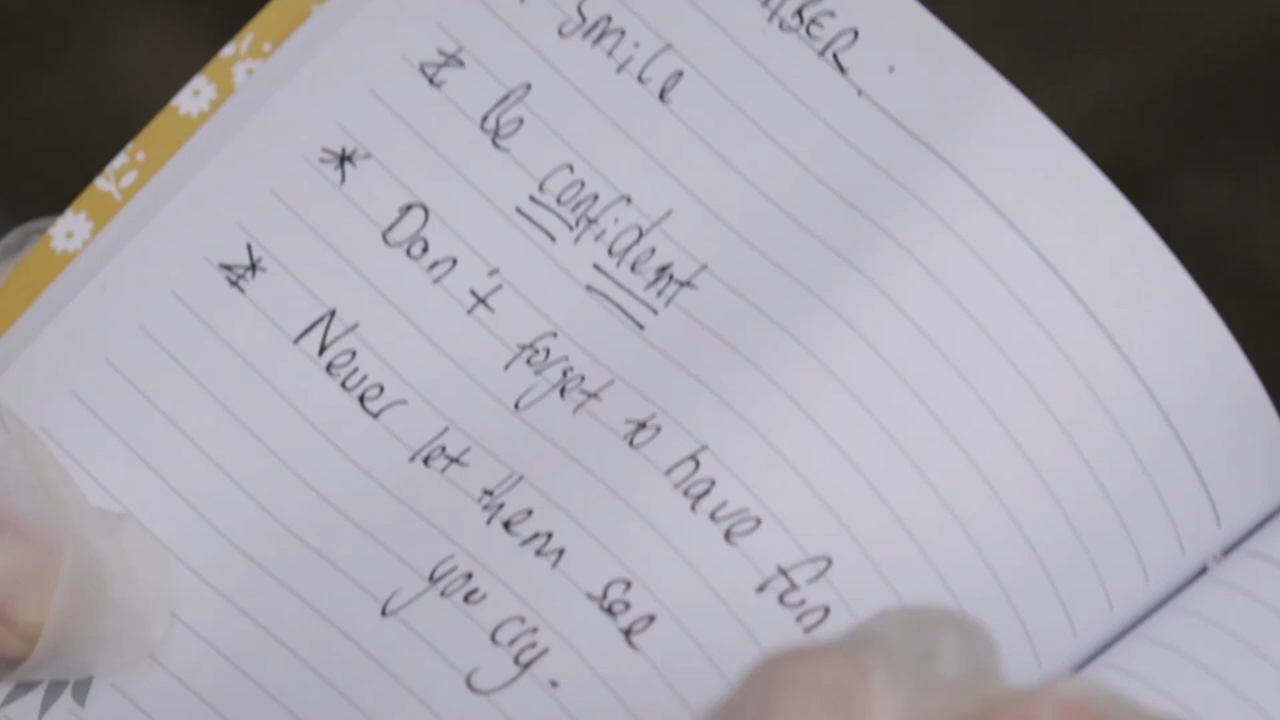 Smile
* be confident
* Don't forget to have fun
* Never let them see
you cry.